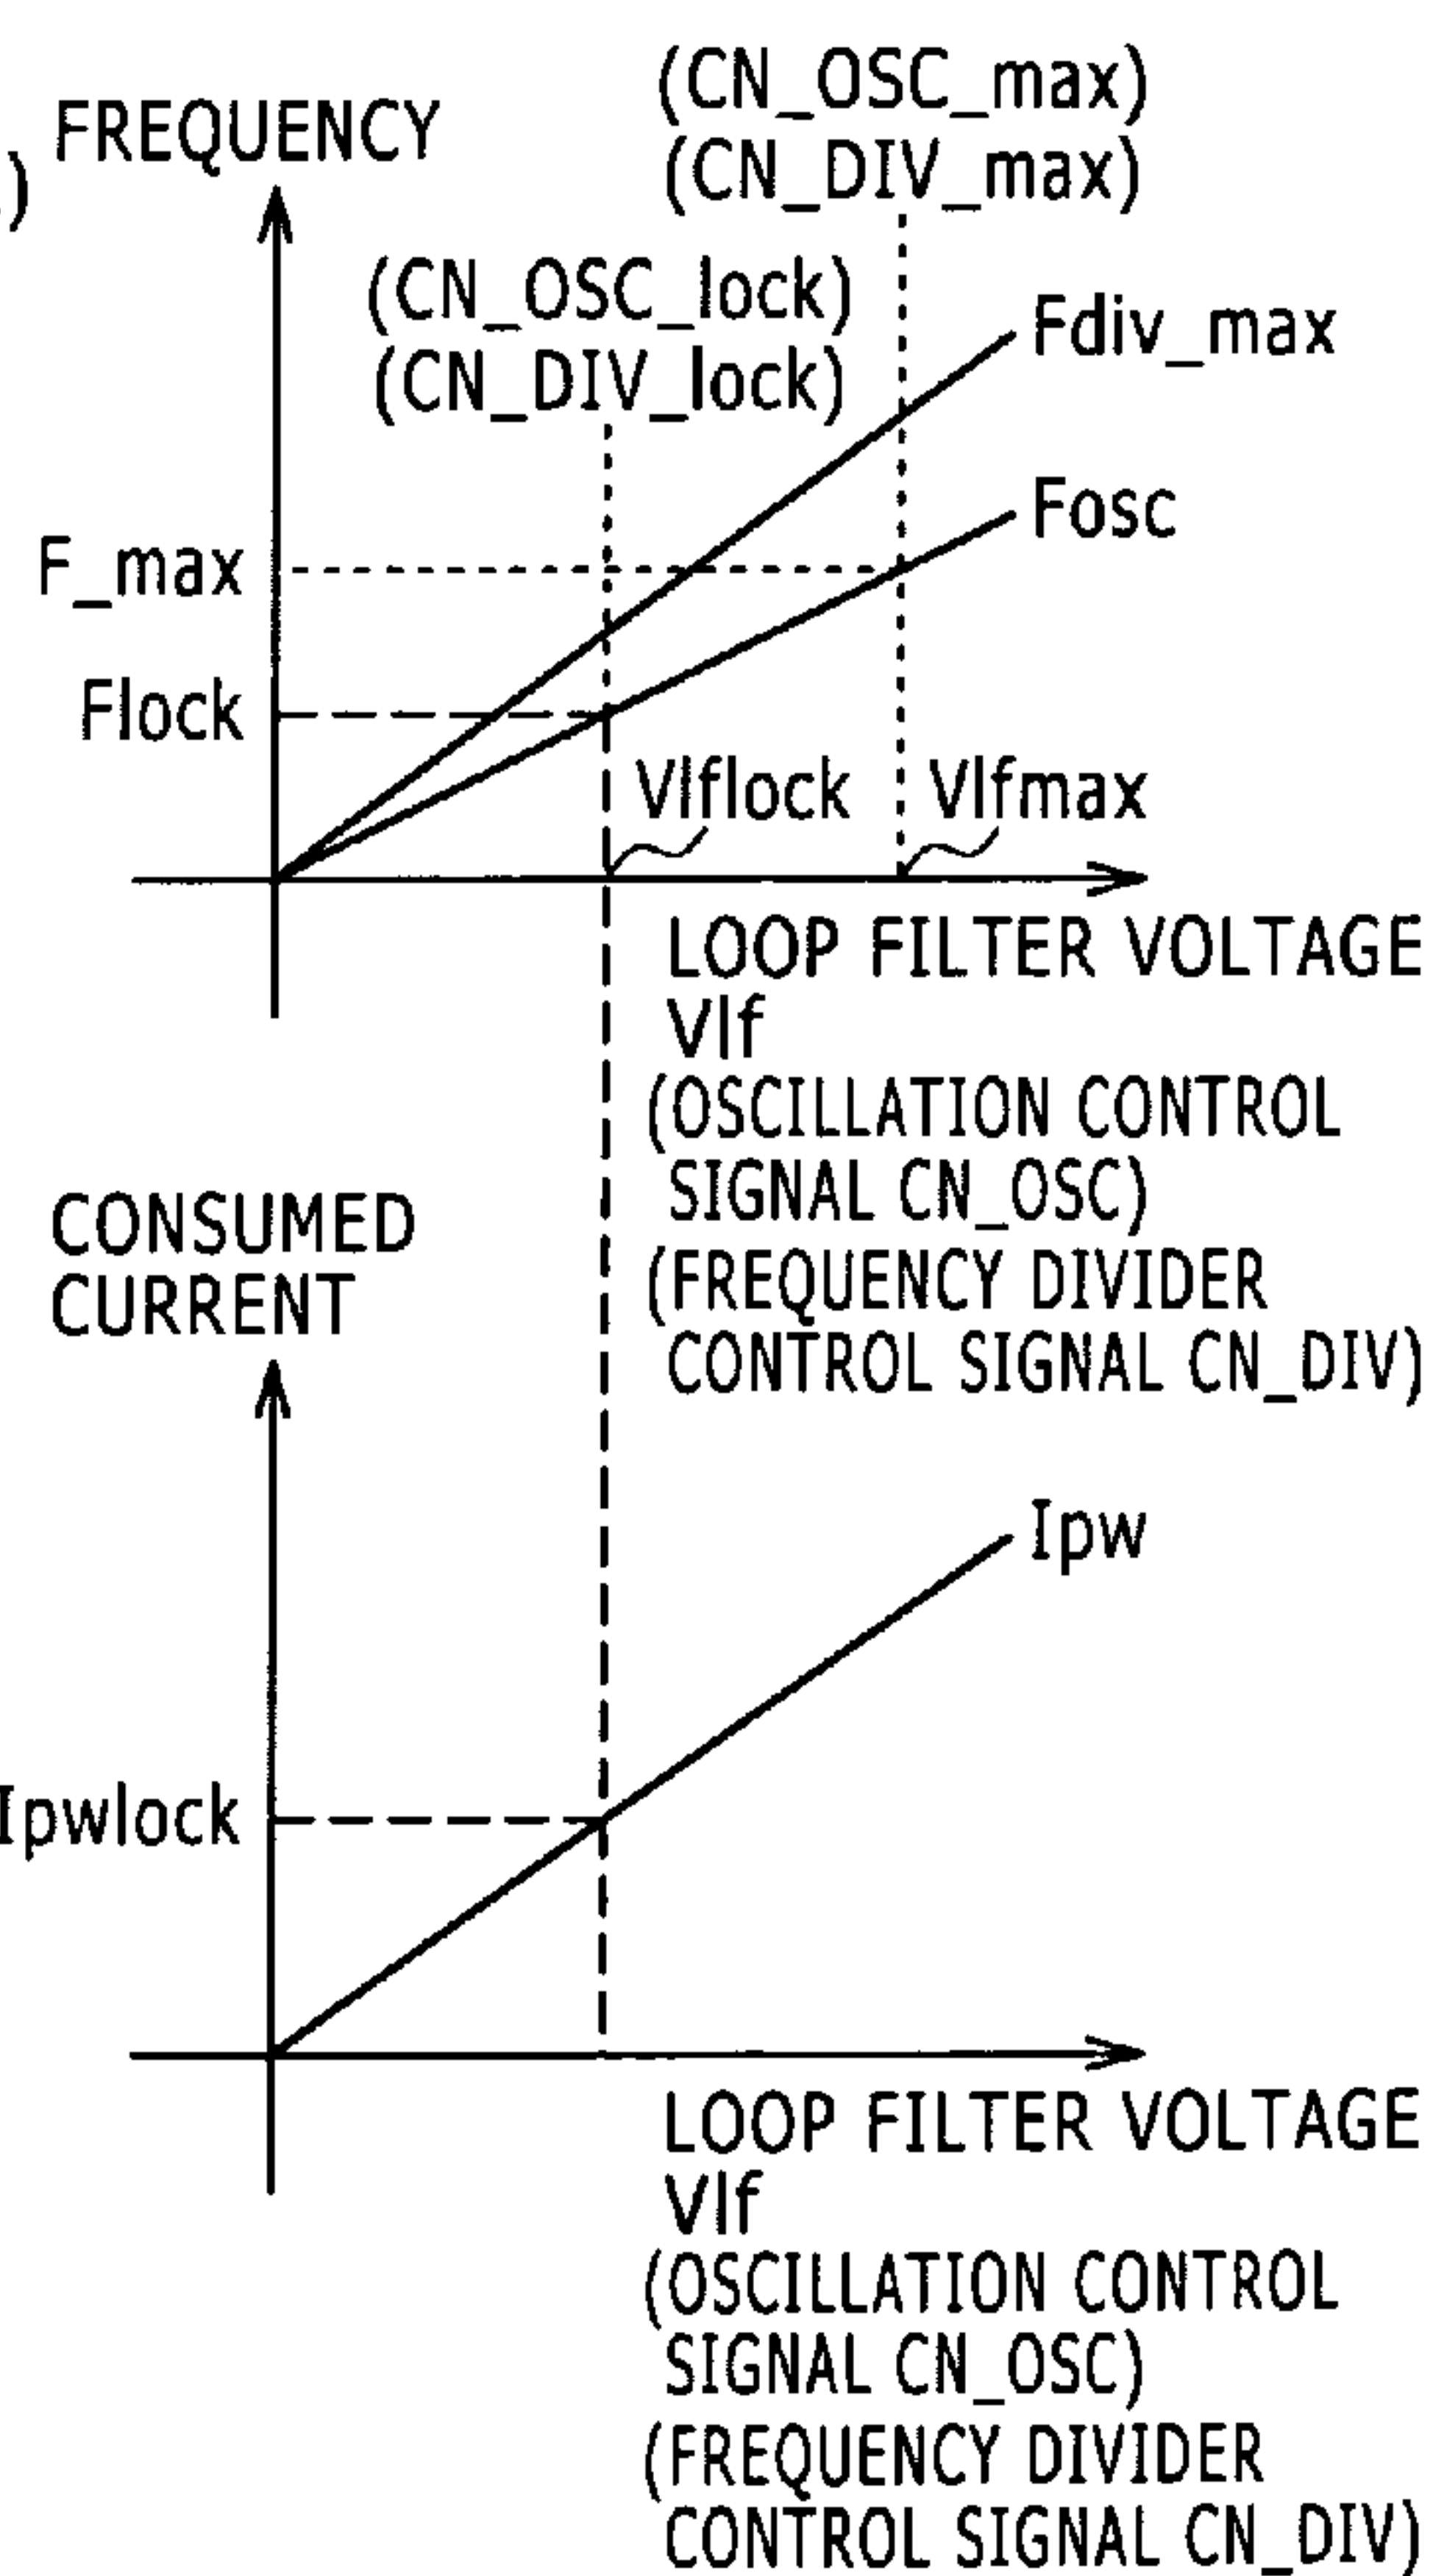 FREQUENCY
(CN_OSC_max)
(CN_DIV_max)
)
(CN_OSC_lock)
(CN_DIV_lock)
Fdiv_max
Fosc
F_max
Flock
Vlflock
Vlfmax
LOOP FILTER VOLTAGE
Vlf
(OSCILLATION CONTROL
SIGNAL CN_OSC)
(FREQUENCY DIVIDER
CONTROL SIGNAL CN_DIV)
CONSUMED
CURRENT
Ipw
Ipwlock
LOOP FILTER VOLTAGE
Vlf
(OSCILLATION CONTROL
SIGNAL CN_OSC)
(FREQUENCY DIVIDER
CONTROL SIGNAL CN_DIV)